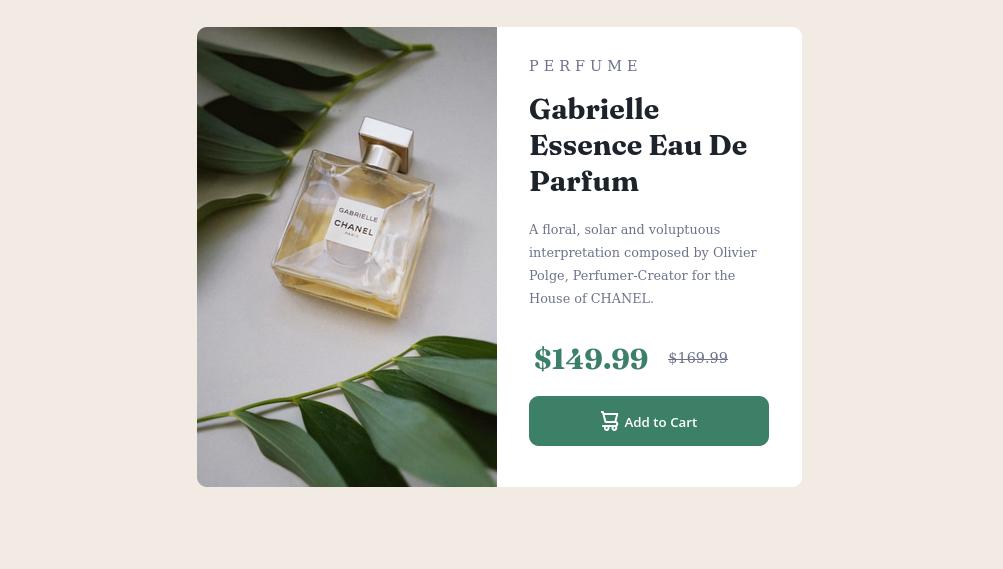 PERFUME
Gabrielle
Essence Eau De
Parfum
A floral, solar and voluptuous
interpretation composed by Olivier
Polge, Perfumer-Creator for the
House of CHANEL.
$149.99 $169.99
Add to Cart
GABRIELLE
CHANEL
PARIS